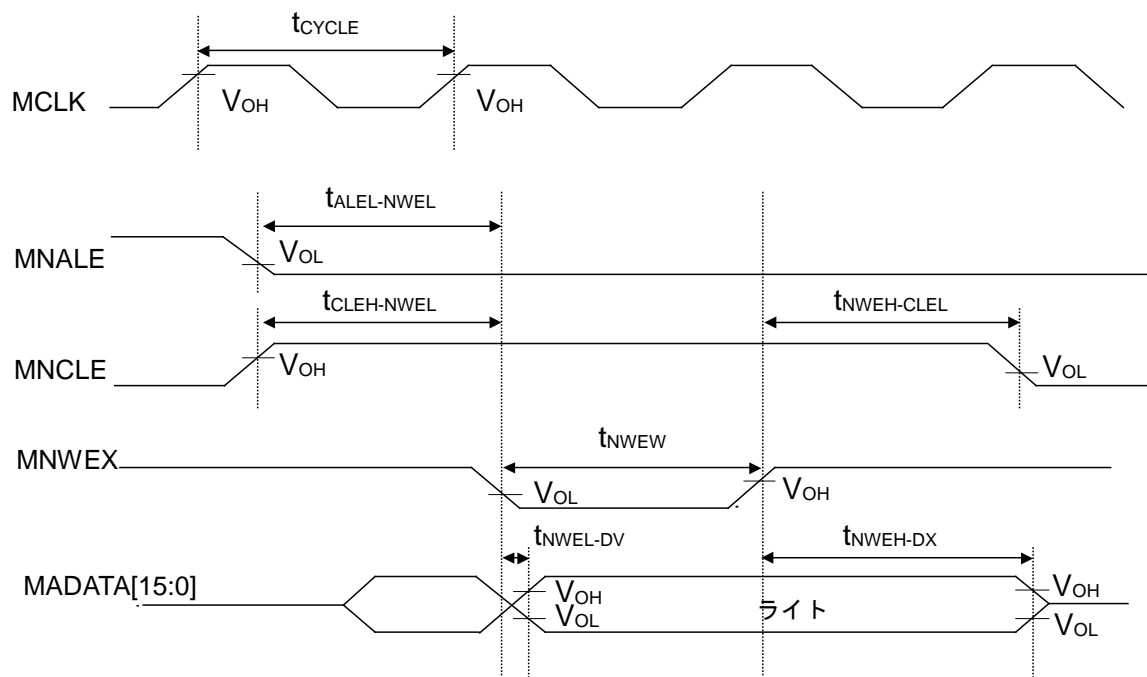 tCYCLE
MCLK
VOH
VOH
tALEL-NWEL
MNALE
VOL
tCLEH-NWEL
tNWEH-CLEL
MNCLE
VOH
VOL
tNWEW
MNWEX
VOL
VOH
tNWEL-DV
tNWEH-DX
MADATA[15:0]
VOH
VOL
ライト
VOH
VOL